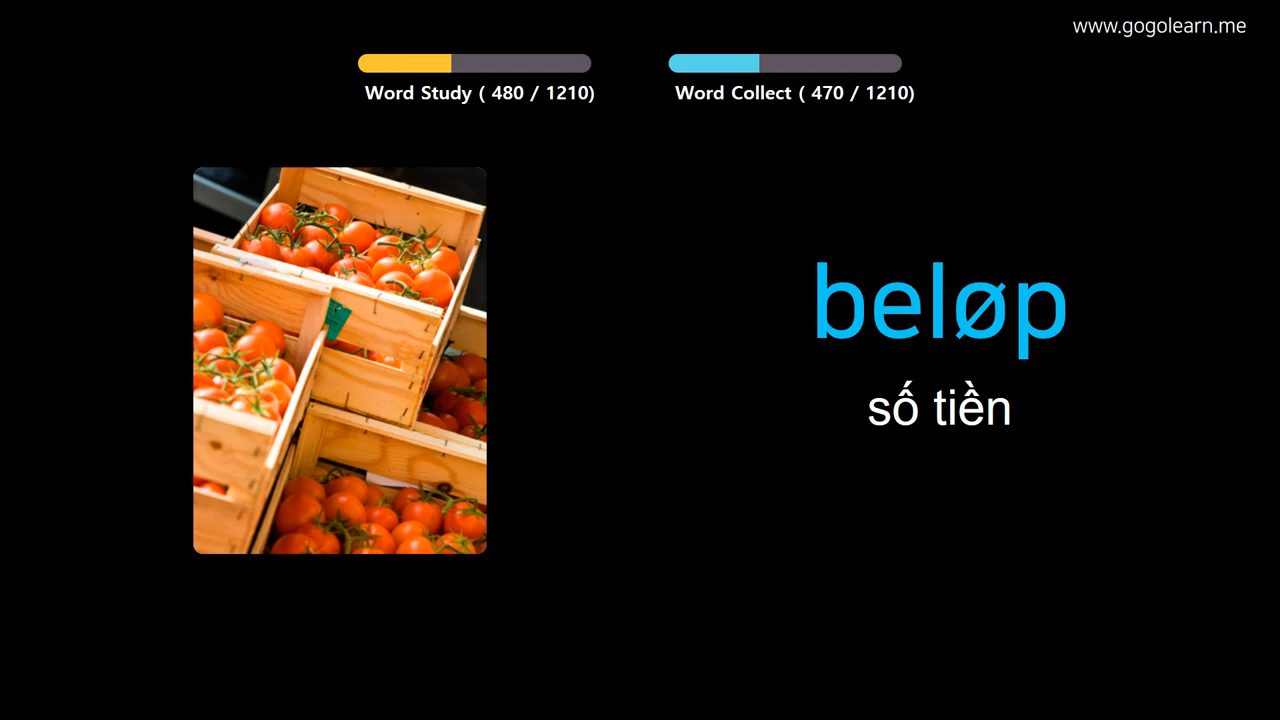 www.gogolearn.me
Word Study ( 480 / 1210)
Word Collect ( 470 / 1210)
beløp
số tiền